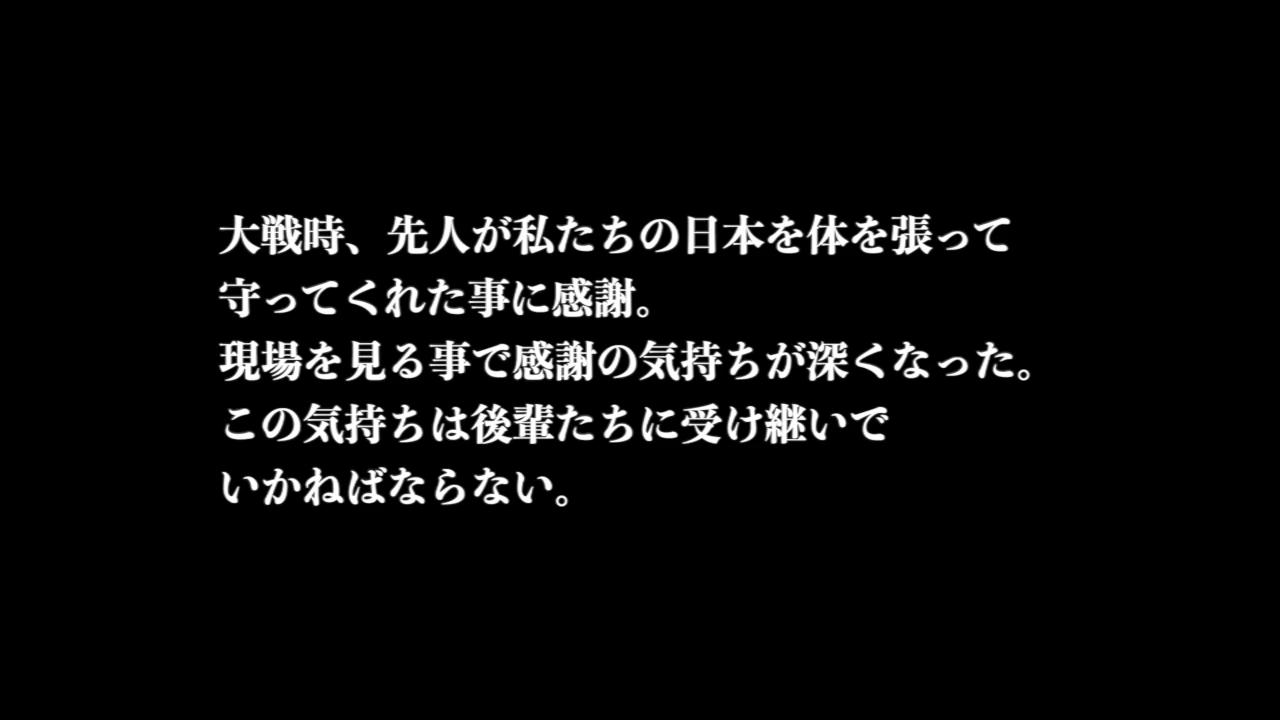 大戦時、先人が私たちの日本を体を張って
守ってくれた事に感謝。
現場を見る事で感謝の気持ちが深くなった。
この気持ちは後輩たちに受け継いで
いかねばならない。